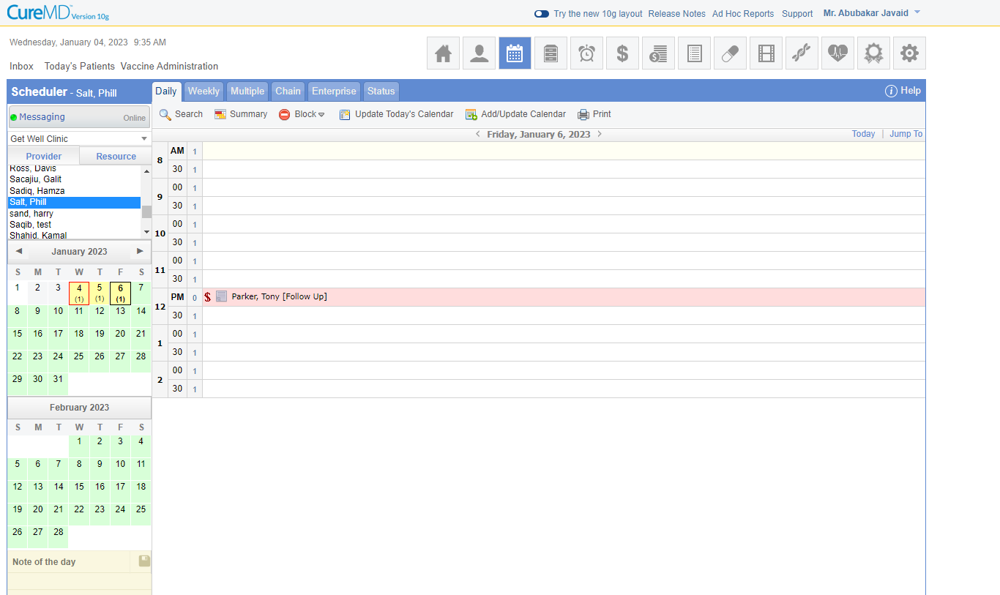 CureMD Version 10g
Try the new 10g layout Release Notes Ad Hoc Reports Support Mr. Abubakar Javaid
Wednesday, January 04, 2023 9:35 AM
Inbox Today's Patients Vaccine Administration
Scheduler - Salt, Phill
Daily Weekly Multiple Chain Enterprise Status
Help
Messaging Online
Search Summary Block Update Today's Calendar Add/Update Calendar Print
Get Well Clinic
Friday, January 6, 2023
Today | Jump To
Provider Resource
Ross, Davis
Sacajiu, Galit
Sadiq, Hamza
Salt, Phill
sand, harry
Saqib, test
Shahid, Kamal
January 2023
S M T W T F S
1 2 3 4 (1) 5 (1) 6 (1) 7
8 9 10 11 12 13 14
15 16 17 18 19 20 21
22 23 24 25 26 27 28
29 30 31
February 2023
S M T W T F S
1 2 3 4
5 6 7 8 9 10 11
12 13 14 15 16 17 18
19 20 21 22 23 24 25
26 27 28
Note of the day
8 AM 1
30 1
9 00 1
30 1
10 00 1
30 1
11 00 1
30 1
12 PM 0 $ Parker, Tony [Follow Up]
30 1
1 00 1
30 1
2 00 1
30 1